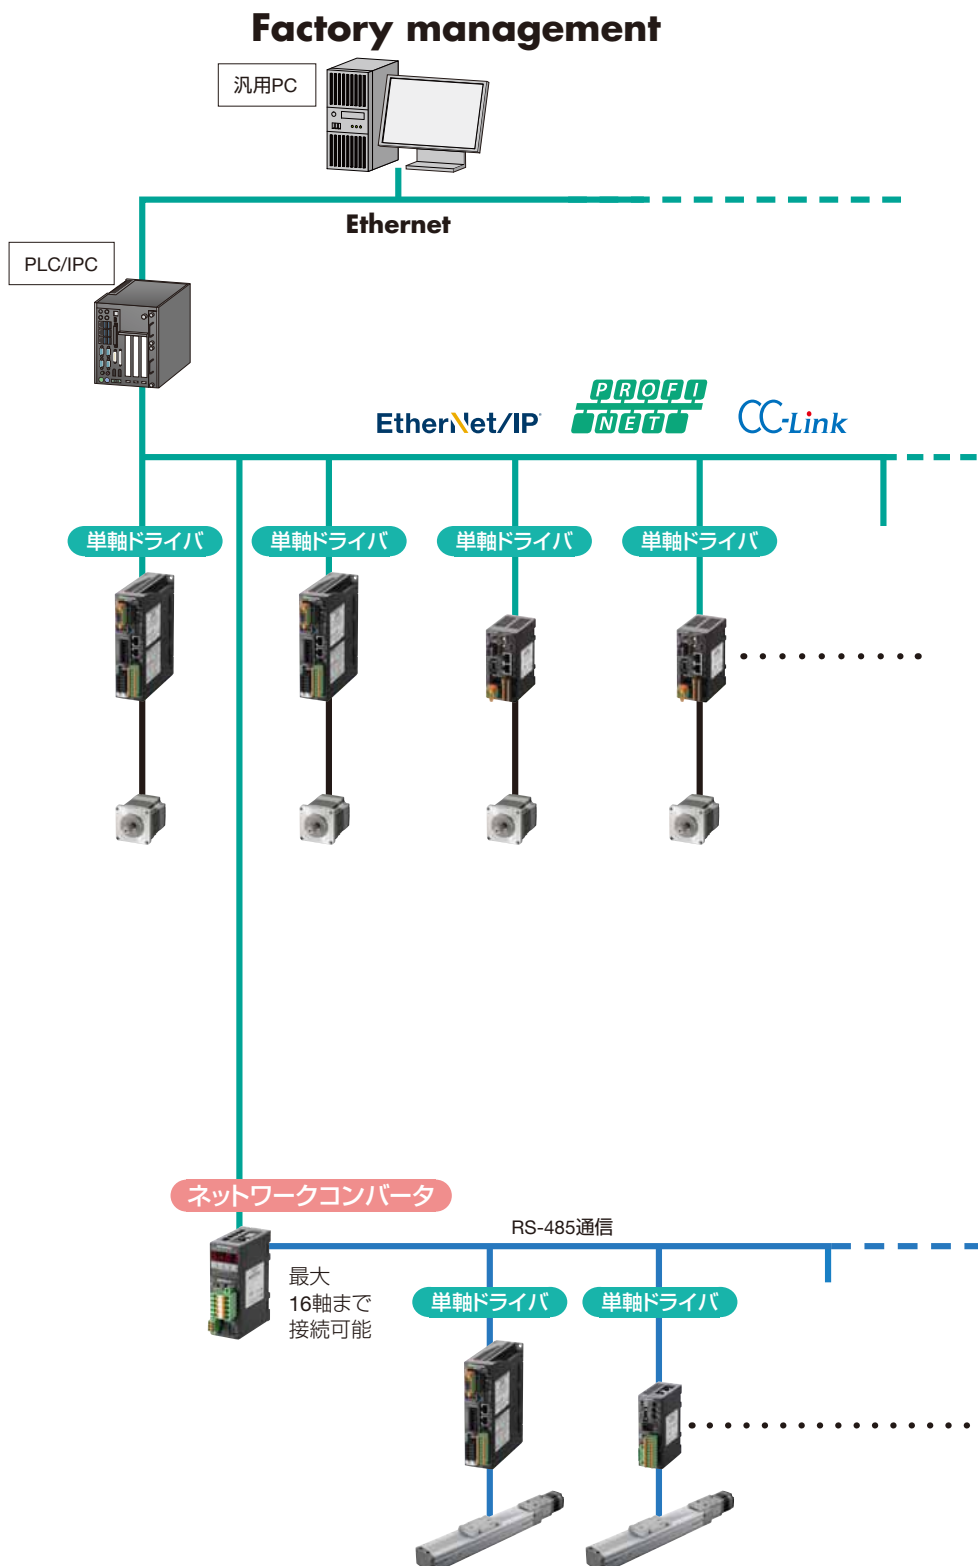 Factory management
汎用PC
Ethernet
PLC/IPC
EtherNet/IP
PROFI
NET
CC-Link
単軸ドライバ
単軸ドライバ
単軸ドライバ
単軸ドライバ
ネットワークコンバータ
RS-485通信
最大
16軸まで
接続可能
単軸ドライバ
単軸ドライバ